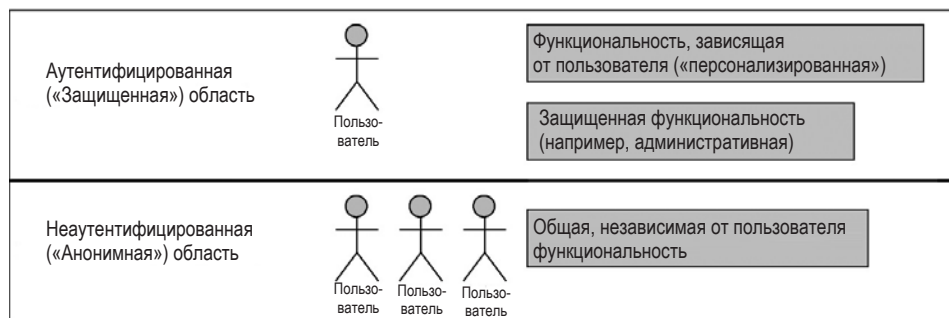 Аутентифицированная
(«Защищенная») область
Пользо-
ватель
Функциональность, зависящая
от пользователя («персонализированная»)
Защищенная функциональность
(например, административная)
Неаутентифицированная
(«Анонимная») область
Пользо-
ватель
Пользо-
ватель
Пользо-
ватель
Общая, независимая от пользователя
функциональность